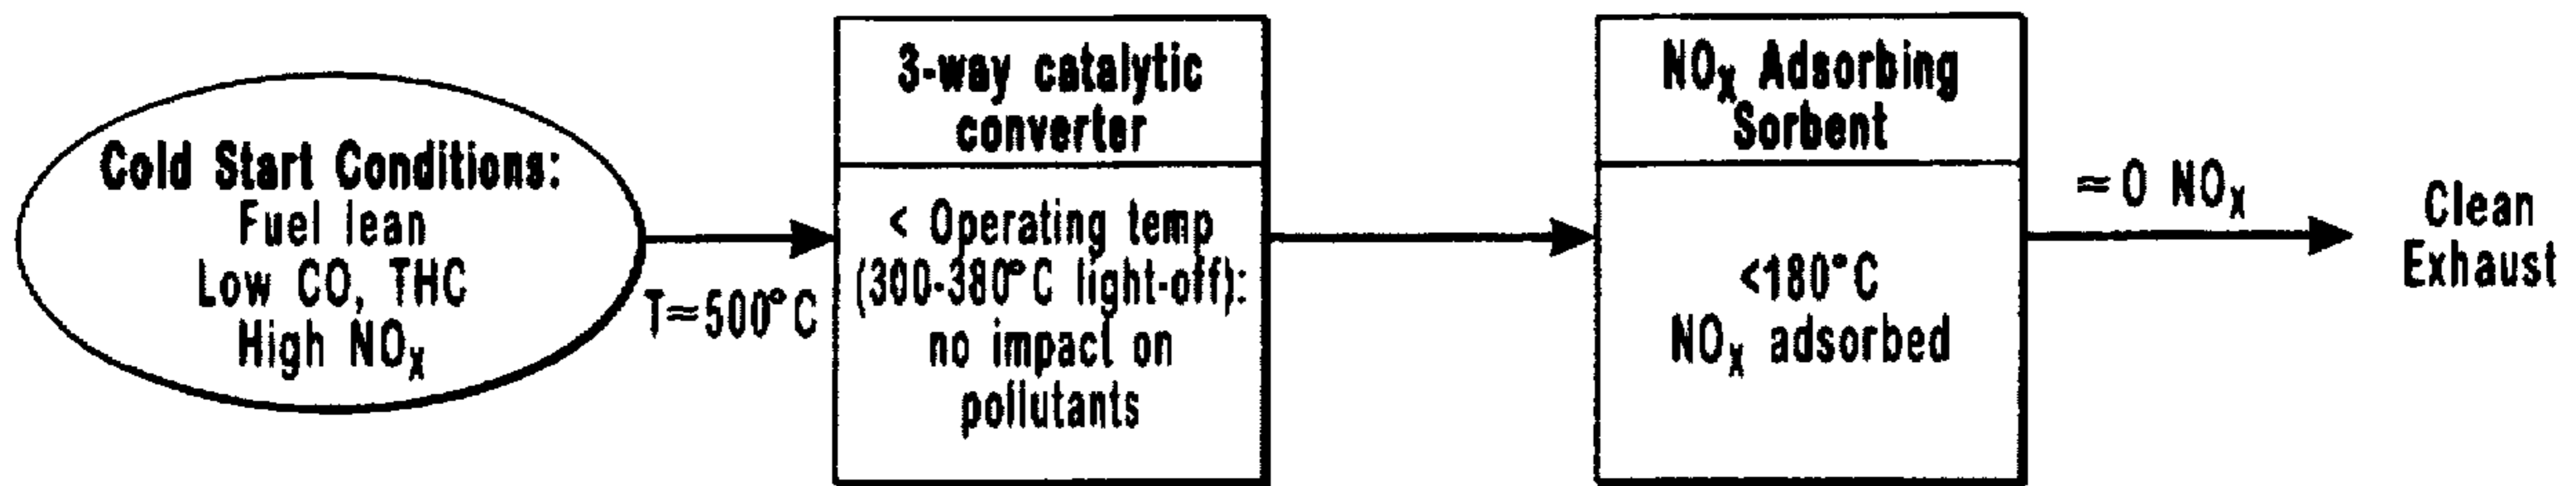 Cold Start Conditions:
Fuel lean
Low CO, THC
High NOₓ
T≈500°C
3-way catalytic
converter
< Operating temp
(300-380°C light-off):
no impact on
pollutants
NOₓ Adsorbing
Sorbent
<180°C
NOₓ adsorbed
≈0 NOₓ
Clean
Exhaust